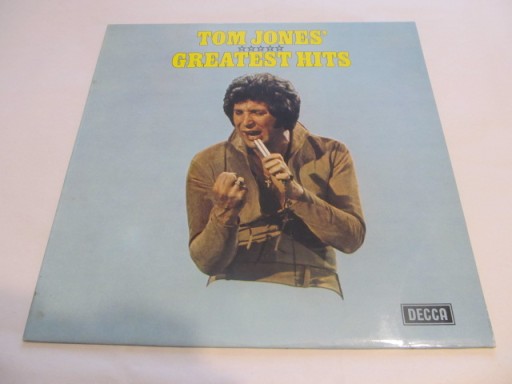 TOM JONES'
☆☆☆☆☆
GREATEST HITS
DECCA